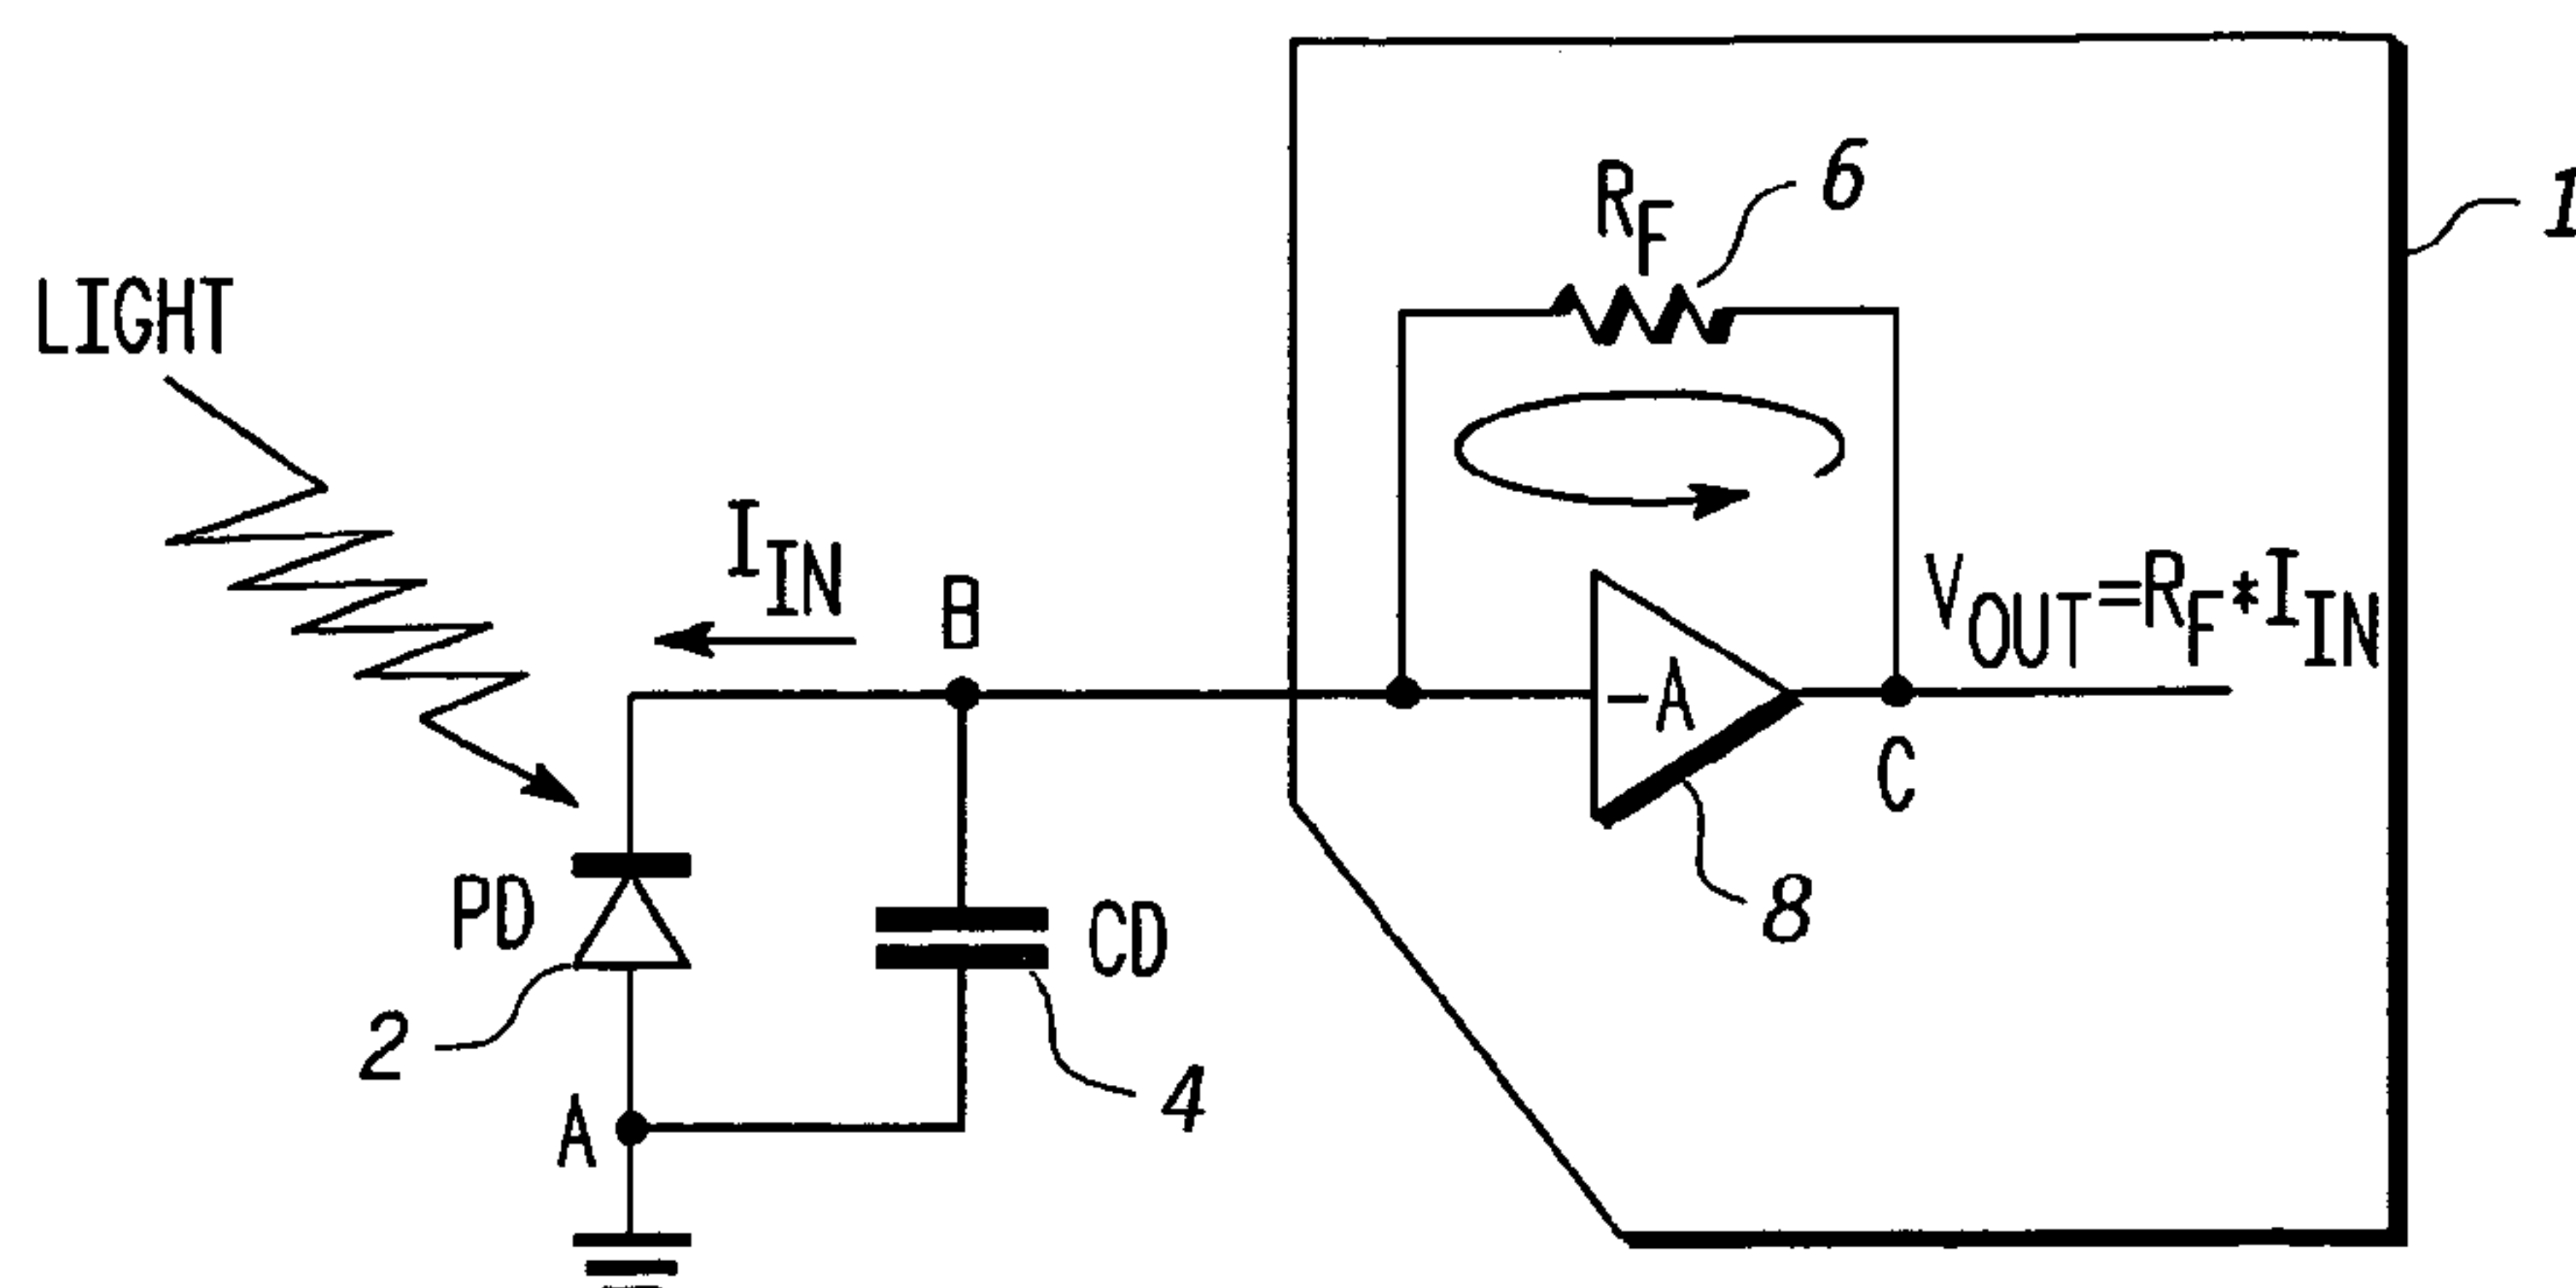 LIGHT
I_IN
B
R_F
6
1
-A
V_OUT=R_F*I_IN
C
8
PD
2
CD
4
A